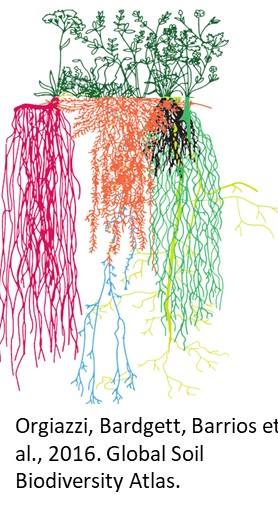 Orgiazzi, Bardgett, Barrios et
al., 2016. Global Soil
Biodiversity Atlas.